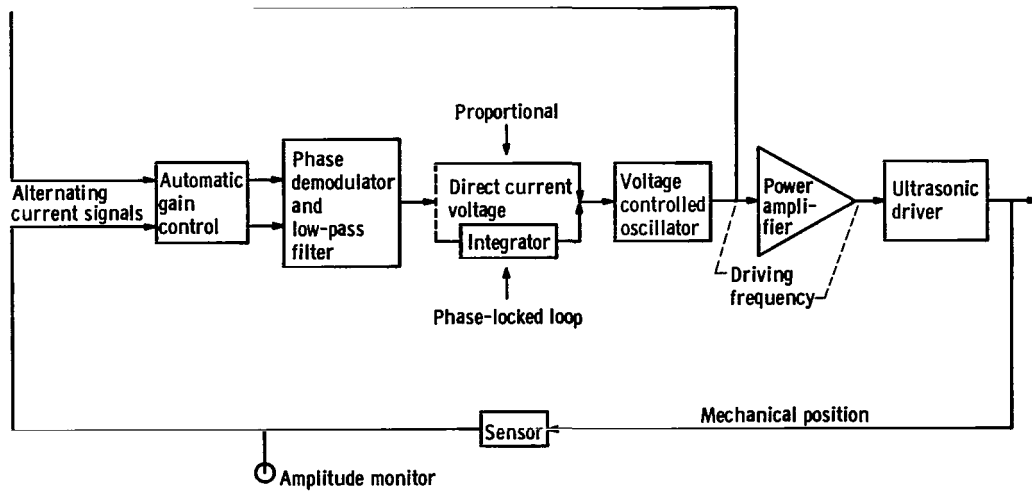 Alternating
current signals
Automatic
gain
control
Phase
demodulator
and
low-pass
filter
Proportional
Direct current
voltage
Integrator
Phase-locked loop
Voltage
controlled
oscillator
Power
ampli-
fier
Driving
frequency
Ultrasonic
driver
Mechanical position
Sensor
Amplitude monitor